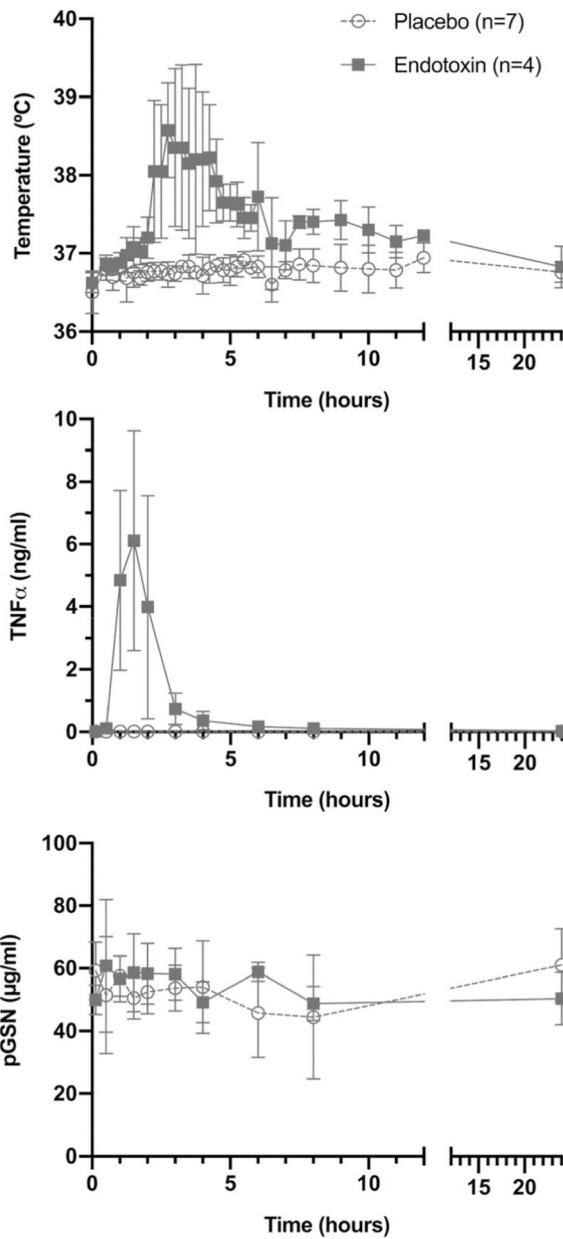 Placebo (n=7)
Endotoxin (n=4)
40
39
38
37
36
Temperature (ºC)
0 5 10 15 20
Time (hours)
10
8
6
4
2
0
TNFα (ng/ml)
0 5 10 15 20
Time (hours)
100
80
60
40
20
0
pGSN (µg/ml)
0 5 10 15 20
Time (hours)